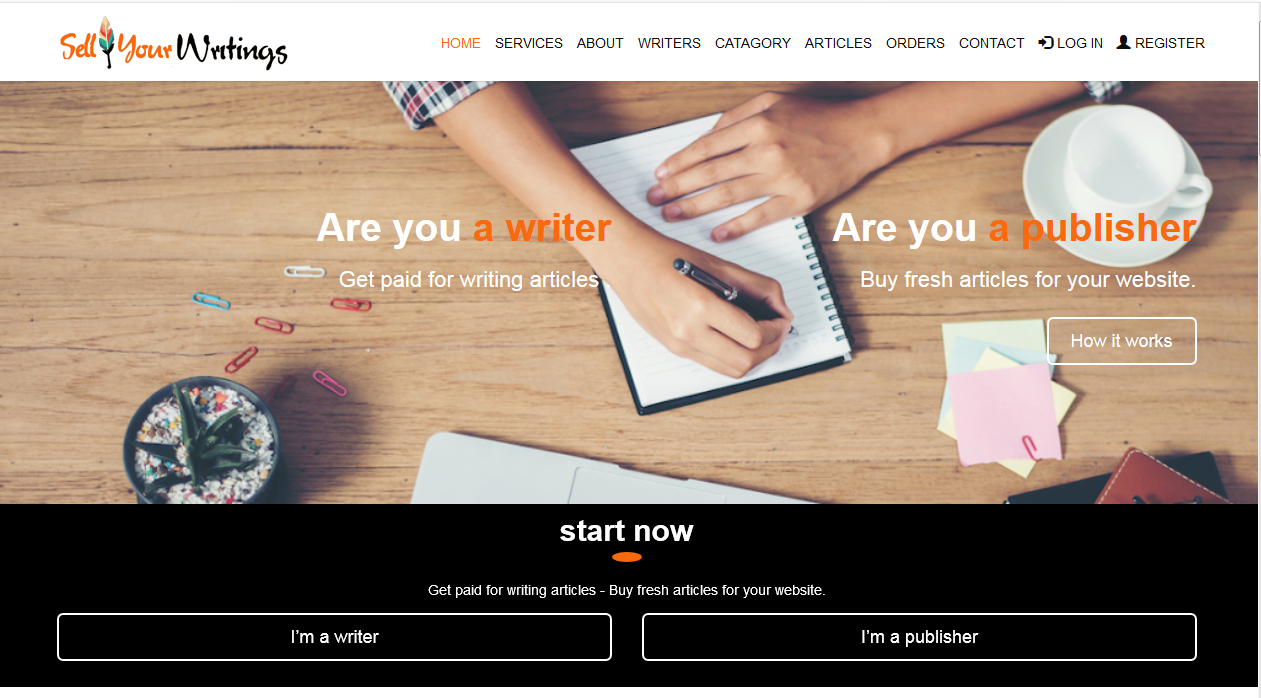 Sell Your Writings
HOME SERVICES ABOUT WRITERS CATAGORY ARTICLES ORDERS CONTACT LOG IN REGISTER
Are you a writer
Get paid for writing articles
Are you a publisher
Buy fresh articles for your website.
How it works
start now
Get paid for writing articles - Buy fresh articles for your website.
I'm a writer
I'm a publisher